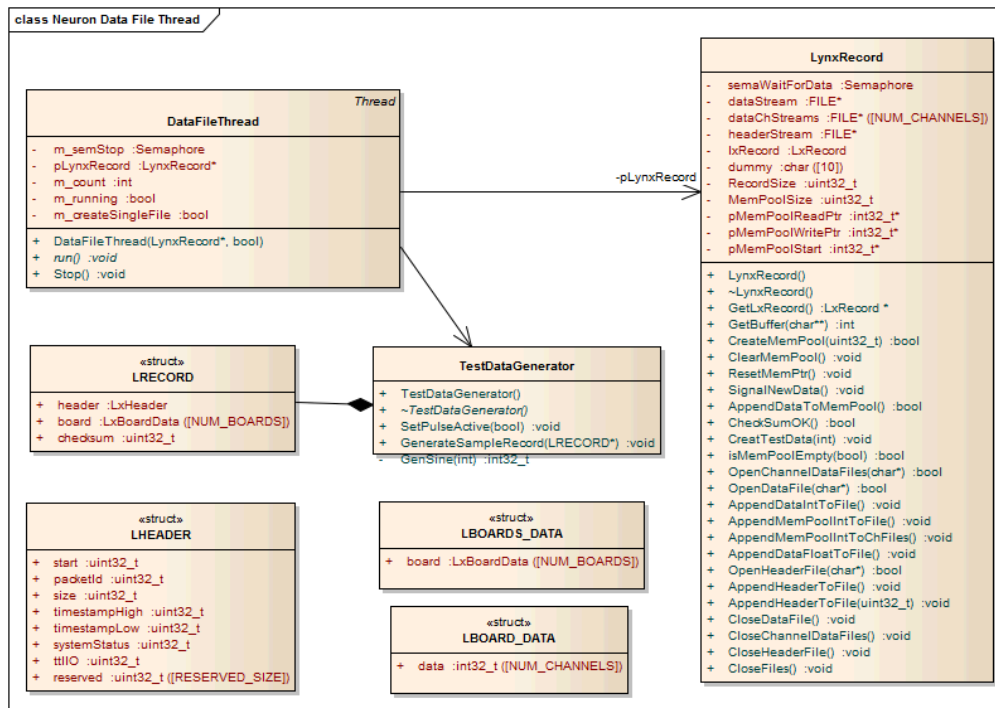 class Neuron Data File Thread
Thread
DataFileThread
- m_semStop :Semaphore
- pLynxRecord :LynxRecord*
- m_count :int
- m_running :bool
- m_createSingleFile :bool
+ DataFileThread(LynxRecord*, bool)
+ run() :void
+ Stop() :void
-pLynxRecord
LynxRecord
- semaWaitForData :Semaphore
- dataStream :FILE*
- dataChStreams :FILE* ([NUM_CHANNELS])
- headerStream :FILE*
- lxRecord :LxRecord
- dummy :char ([10])
- RecordSize :uint32_t
- MemPoolSize :uint32_t
- pMemPoolReadPtr :int32_t*
- pMemPoolWritePtr :int32_t*
- pMemPoolStart :int32_t*
+ LynxRecord()
+ ~LynxRecord()
+ GetLxRecord() :LxRecord *
+ GetBuffer(char**) :int
+ CreateMemPool(uint32_t) :bool
+ ClearMemPool() :void
+ ResetMemPtr() :void
+ SignalNewData() :void
+ AppendDataToMemPool() :bool
+ CheckSumOK() :bool
+ CreatTestData(int) :void
+ isMemPoolEmpty(bool) :bool
+ OpenChannelDataFiles(char*) :bool
+ OpenDataFile(char*) :bool
+ AppendDataIntToFile() :void
+ AppendMemPoolIntToFile() :void
+ AppendMemPoolIntToChFiles() :void
+ AppendDataFloatToFile() :void
+ OpenHeaderFile(char*) :bool
+ AppendHeaderToFile() :void
+ AppendHeaderToFile(uint32_t) :void
+ CloseDataFile() :void
+ CloseChannelDataFiles() :void
+ CloseHeaderFile() :void
+ CloseFiles() :void
«struct»
LRECORD
+ header :LxHeader
+ board :LxBoardData ([NUM_BOARDS])
+ checksum :uint32_t
TestDataGenerator
+ TestDataGenerator()
+ ~TestDataGenerator()
+ SetPulseActive(bool) :void
+ GenerateSampleRecord(LRECORD*) :void
- GenSine(int) :int32_t
«struct»
LHEADER
+ start :uint32_t
+ packetId :uint32_t
+ size :uint32_t
+ timestampHigh :uint32_t
+ timestampLow :uint32_t
+ systemStatus :uint32_t
+ ttlIO :uint32_t
+ reserved :uint32_t ([RESERVED_SIZE])
«struct»
LBOARDS_DATA
+ board :LxBoardData ([NUM_BOARDS])
«struct»
LBOARD_DATA
+ data :int32_t ([NUM_CHANNELS])